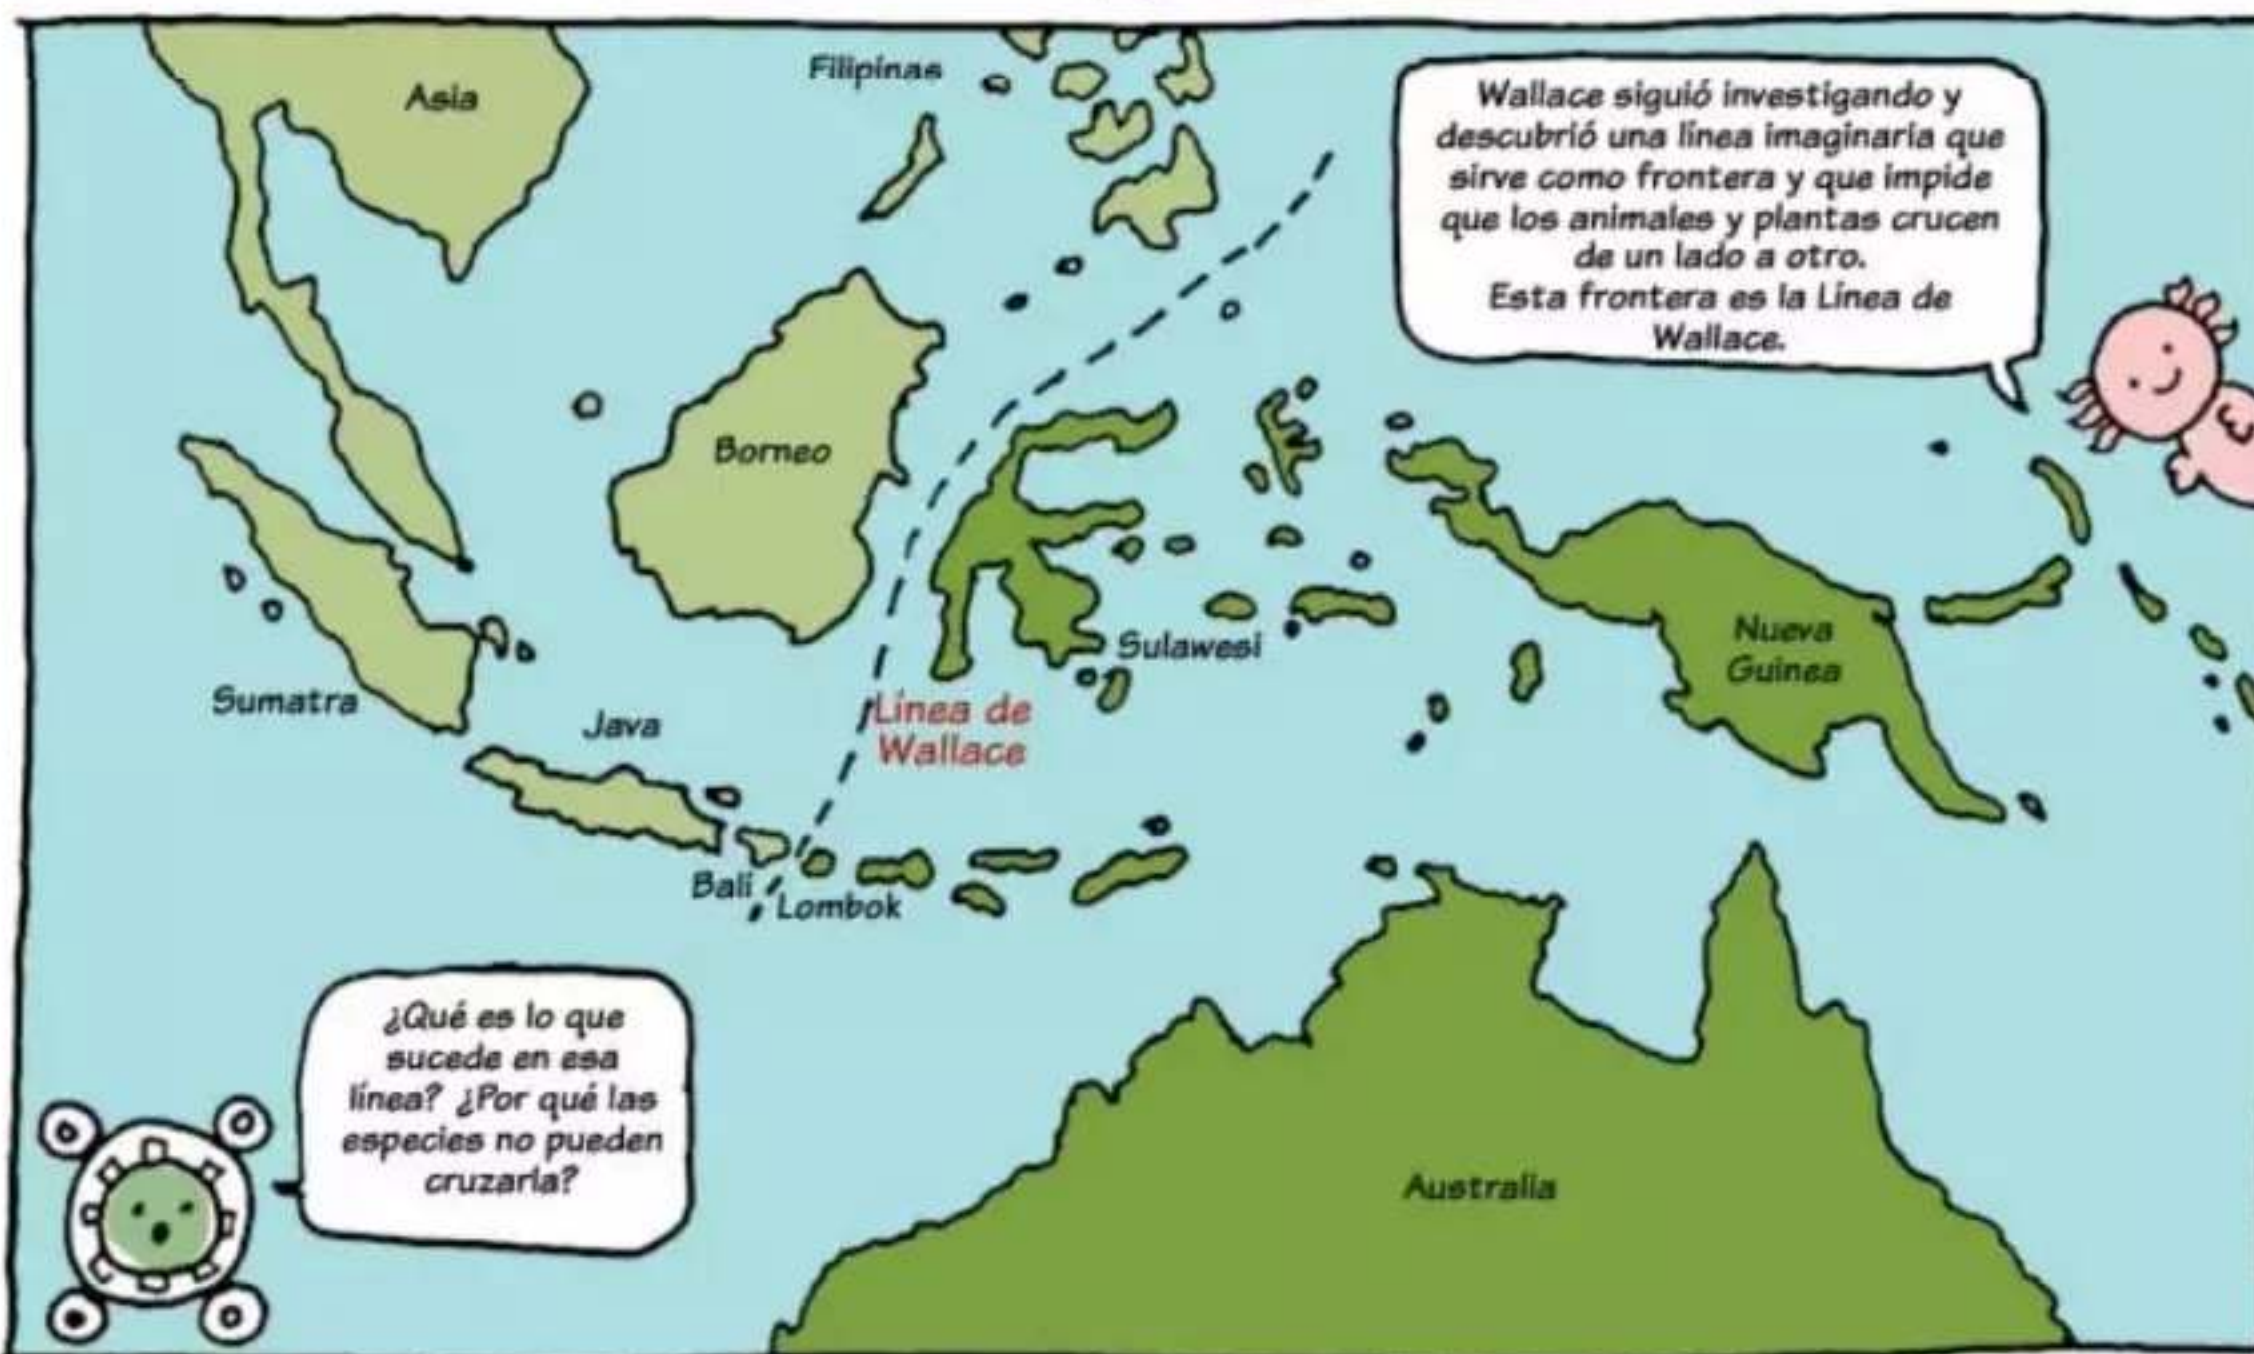 Asia
Filipinas
Wallace siguió investigando y
descubrió una línea imaginaria que
sirve como frontera y que impide
que los animales y plantas crucen
de un lado a otro.
Esta frontera es la Línea de
Wallace.
Borneo
Sumatra
Java
Sulawesi
Línea de
Wallace
Nueva
Guinea
Bali
Lombok
¿Qué es lo que
sucede en esa
línea? ¿Por qué las
especies no pueden
cruzarla?
Australia